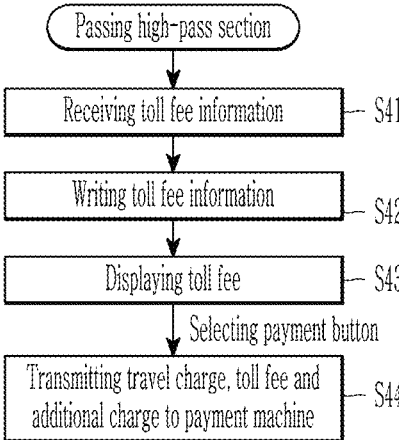 Passing high-pass section
Receiving toll fee information
S41
Writing toll fee information
S42
Displaying toll fee
S43
Selecting payment button
Transmitting travel charge, toll fee and
additional charge to payment machine
S44